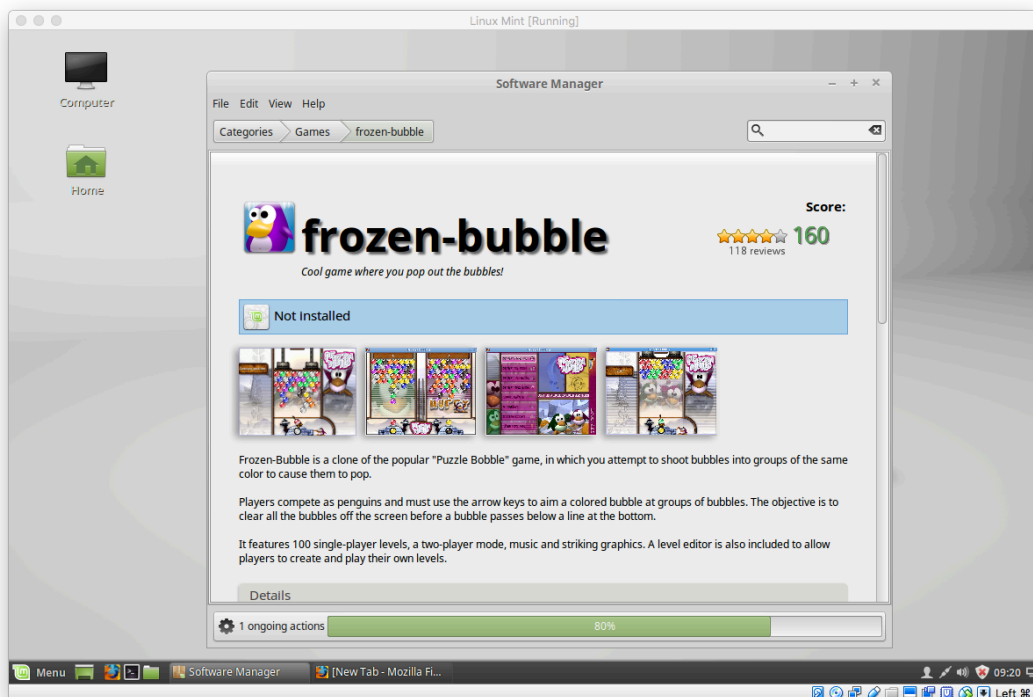 Linux Mint [Running]
Computer
Home
Software Manager
File Edit View Help
Categories Games frozen-bubble
Score:
frozen-bubble
160
118 reviews
Cool game where you pop out the bubbles!
Not installed
Frozen-Bubble is a clone of the popular "Puzzle Bobble" game, in which you attempt to shoot bubbles into groups of the same
color to cause them to pop.
Players compete as penguins and must use the arrow keys to aim a colored bubble at groups of bubbles. The objective is to
clear all the bubbles off the screen before a bubble passes below a line at the bottom.
It features 100 single-player levels, a two-player mode, music and striking graphics. A level editor is also included to allow
players to create and play their own levels.
Details
1 ongoing actions 80%
Menu Software Manager [New Tab - Mozilla Fi... 09:20
Left ⌘